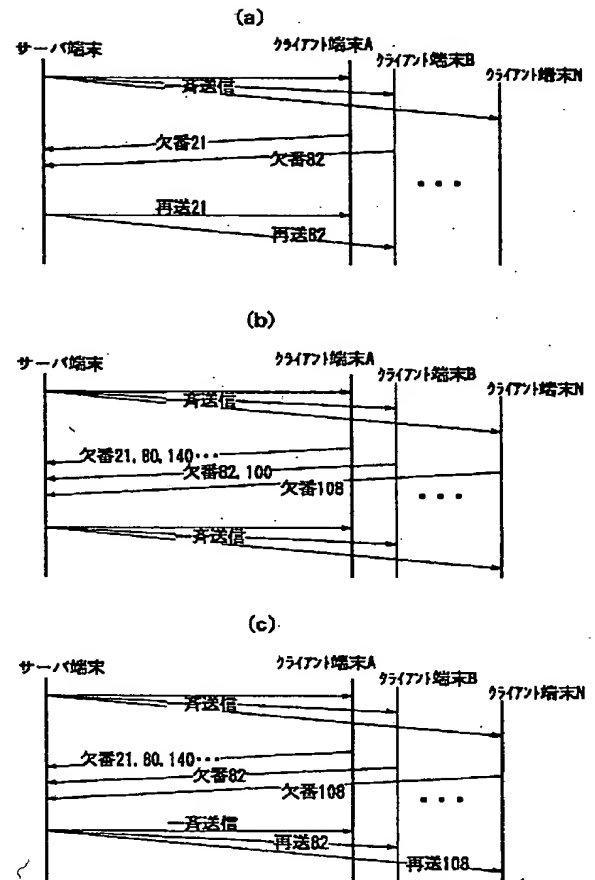 (a)
サーバ端末
クライアント端末A
クライアント端末B
クライアント端末N
一斉送信
欠番21
欠番82
...
再送21
再送82
(b)
サーバ端末
クライアント端末A
クライアント端末B
クライアント端末N
一斉送信
欠番21,80,140...
欠番82,100
欠番108
...
一斉送信
(c)
サーバ端末
クライアント端末A
クライアント端末B
クライアント端末N
一斉送信
欠番21,80,140...
欠番82
欠番108
...
一斉送信
再送82
再送108